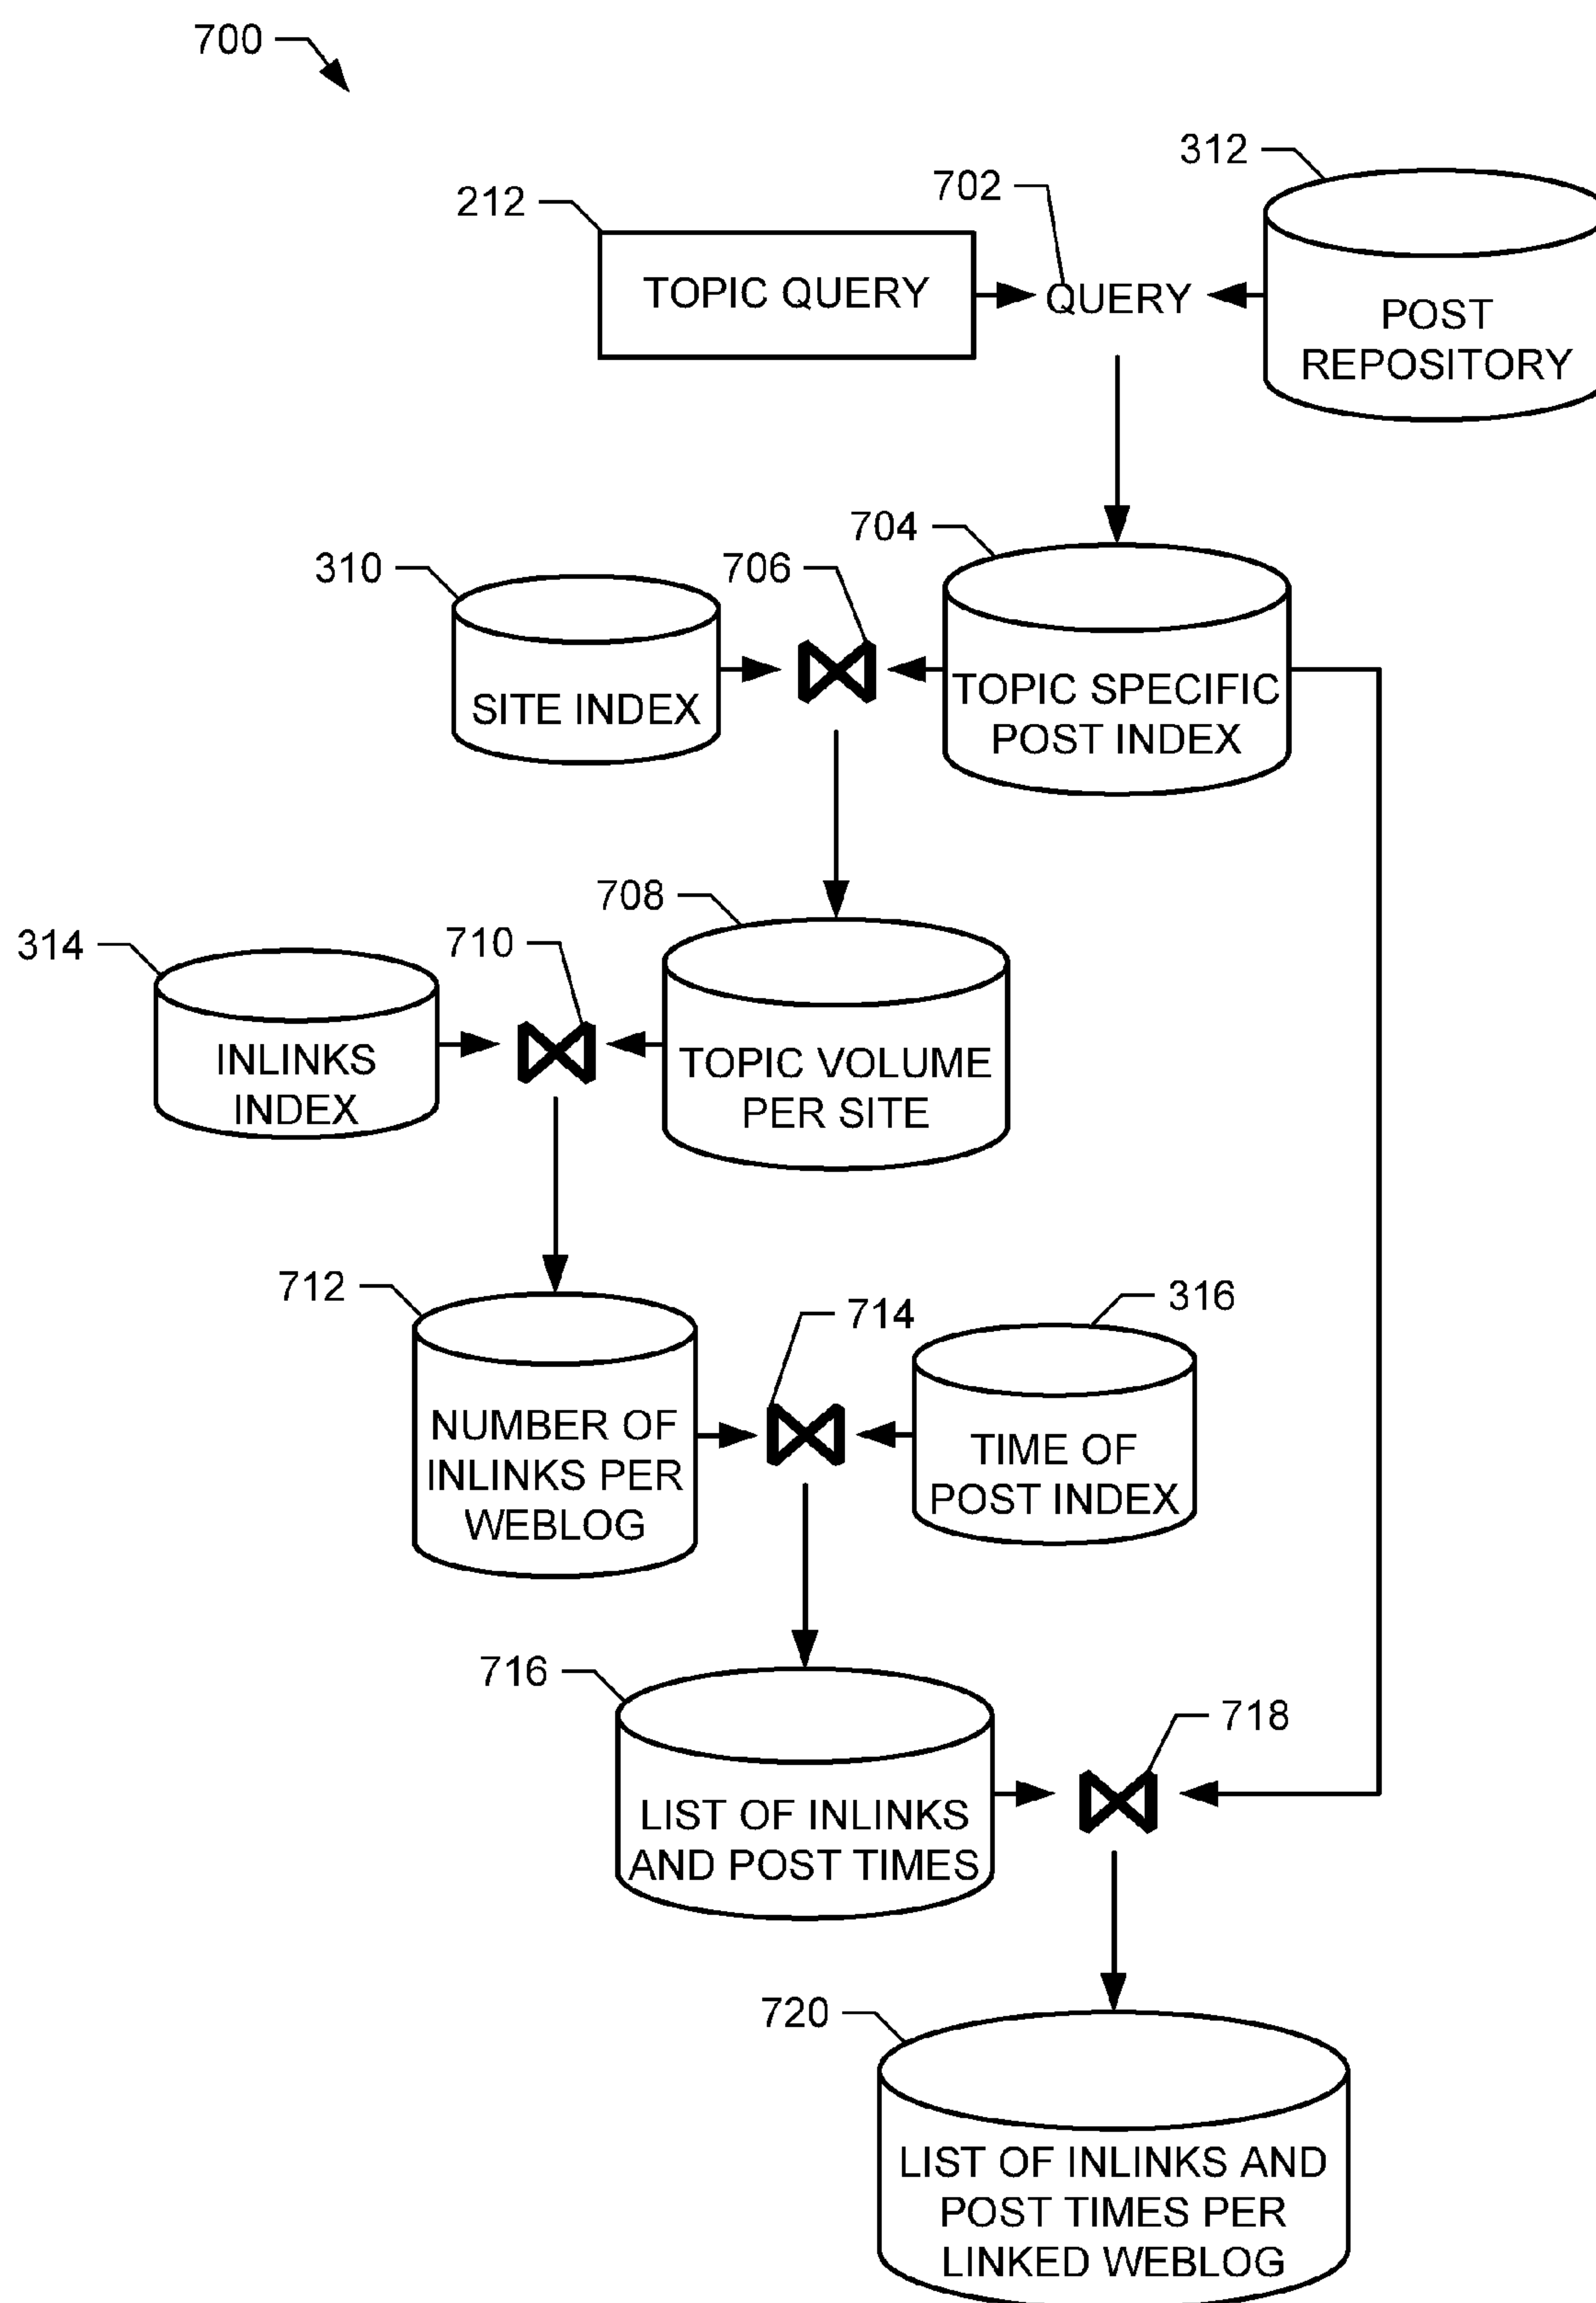 700
312
702
212
TOPIC QUERY
QUERY
POST
REPOSITORY
704
706
310
SITE INDEX
TOPIC SPECIFIC
POST INDEX
708
710
314
INLINKS
INDEX
TOPIC VOLUME
PER SITE
712
714
316
NUMBER OF
INLINKS PER
WEBLOG
TIME OF
POST INDEX
716
718
LIST OF INLINKS
AND POST TIMES
720
LIST OF INLINKS AND
POST TIMES PER
LINKED WEBLOG